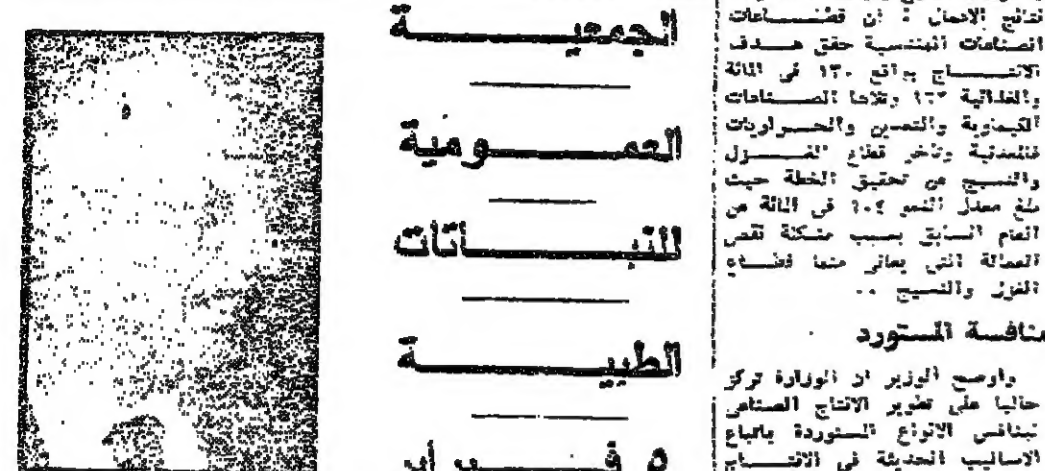 نتائج الاعمال : ان قطاعات
الصناعات الهندسية حقق هدف
الانتاج بواقع ١٣٠ في المائة
والغذائية ١٦٣ وتلاها الصناعات
الكيماوية والتعدين والحراريات
فالمعدنية وتأخر قطاع الغزل
والنسيج عن تحقيق الخطة حيث
بلغ معدل النمو ١٠٤ في المائة من
العام السابق بسبب مشكلة نقص
العمالة التي يعاني منها قطاع
الغزل والنسيج ..
منافسة المستورد
واوضح الوزير ان الوزارة تركز
حاليا على تطوير الانتاج الصناعي
لينافس الانواع المستوردة باتباع
الاساليب الحديثة في الانتاج
الجمعية
العمومية
للنباتات
الطبية